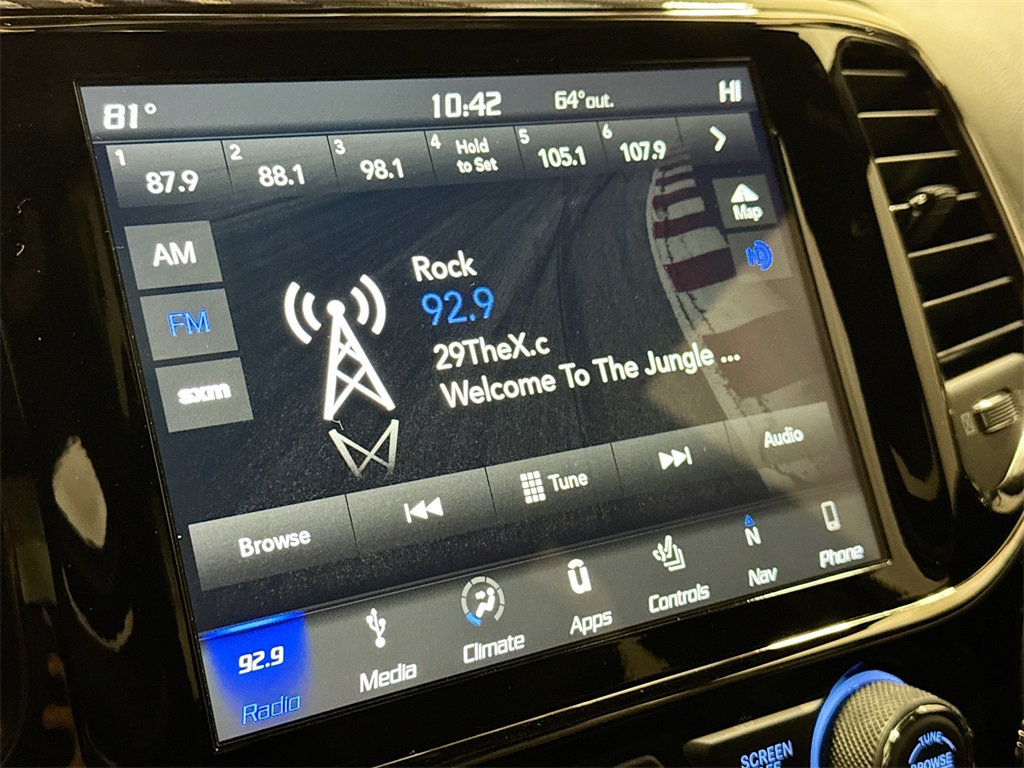 81° 10:42 64°out. HI
1 87.9 2 88.1 3 98.1 4 Hold to Set 5 105.1 6 107.9
Map
AM
HD
Rock
FM
92.9
29TheX.c
sxm
Welcome To The Jungle ...
Browse Tune Audio
92.9
Radio Media Climate Apps Controls N Nav Phone
SCREEN
TUNE
BROWSE